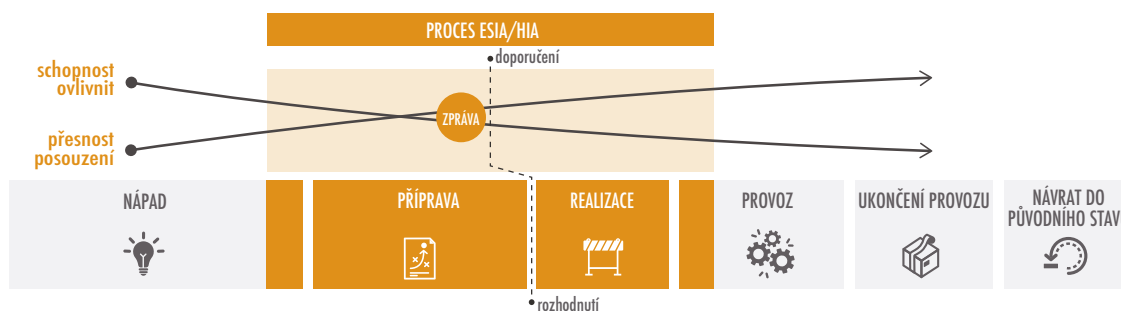 PROCES ESIA/HIA
doporučení
schopnost
ovlivnit
ZPRÁVA
přesnost
posouzení
NÁPAD
PŘÍPRAVA
REALIZACE
PROVOZ
UKONČENÍ PROVOZU
NÁVRAT DO
PŮVODNÍHO STAV
rozhodnutí